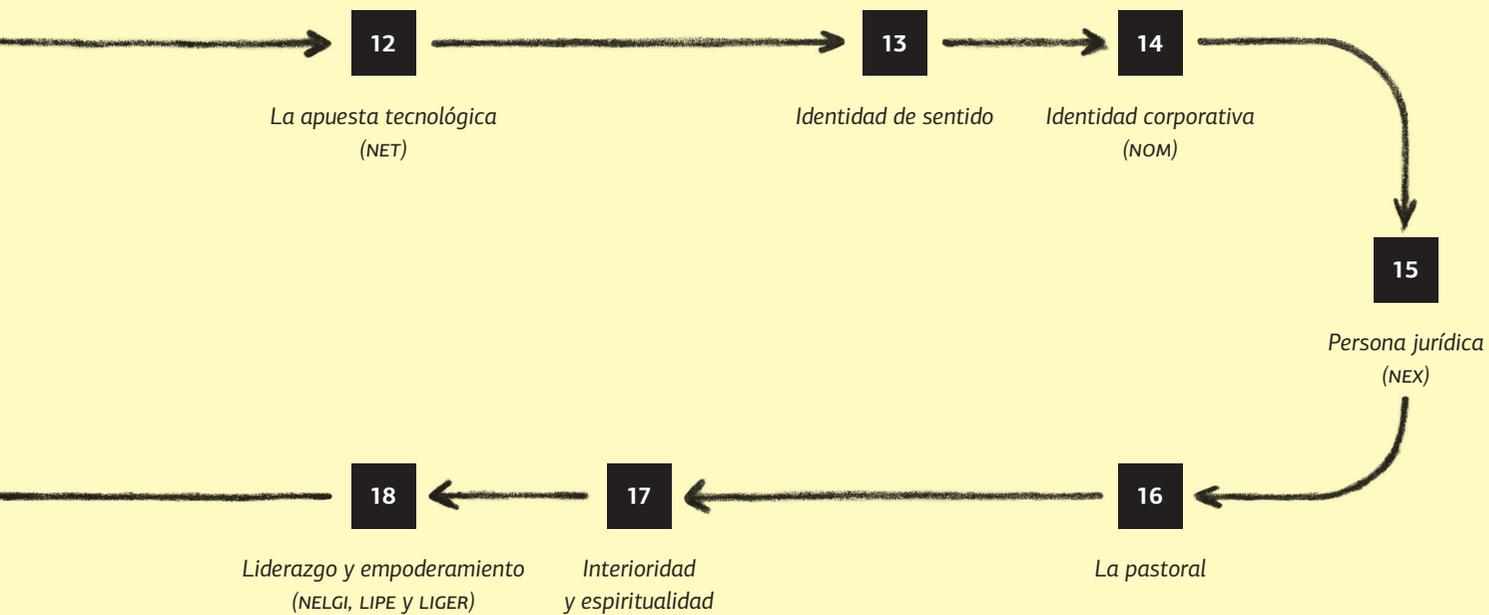 12
La apuesta tecnológica
(NET)
13
Identidad de sentido
14
Identidad corporativa
(NOM)
15
Persona jurídica
(NEX)
16
La pastoral
17
Interioridad
y espiritualidad
18
Liderazgo y empoderamiento
(NELGI, LIPE y LIGER)